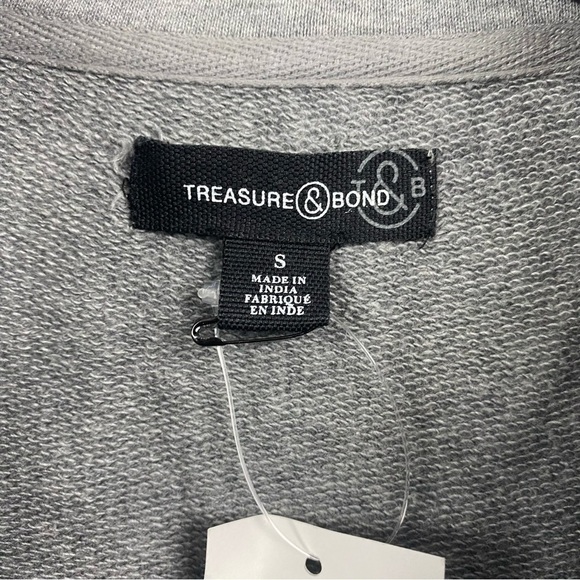 TREASURE & BOND
T & B
S
MADE IN
INDIA
FABRIQUÉ
EN INDE